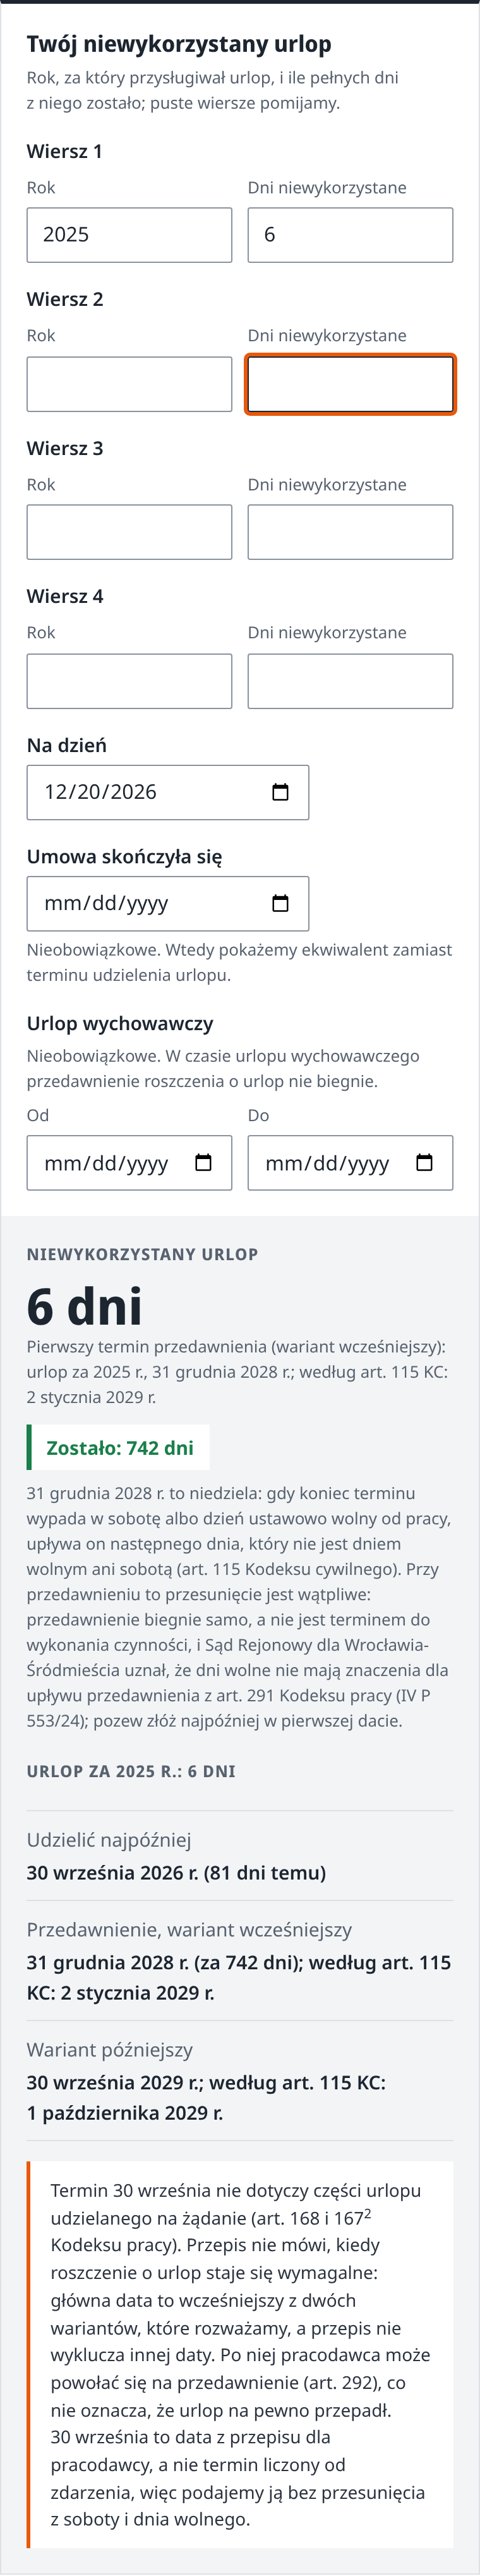 Twój niewykorzystany urlop
Rok, za który przysługiwał urlop, i ile pełnych dni
z niego zostało; puste wiersze pomijamy.
Wiersz 1
Rok
Dni niewykorzystane
2025
6
Wiersz 2
Rok
Dni niewykorzystane
Wiersz 3
Rok
Dni niewykorzystane
Wiersz 4
Rok
Dni niewykorzystane
Na dzień
12/20/2026
Umowa skończyła się
mm/dd/yyyy
Nieobowiązkowe. Wtedy pokażemy ekwiwalent zamiast
terminu udzielenia urlopu.
Urlop wychowawczy
Nieobowiązkowe. W czasie urlopu wychowawczego
przedawnienie roszczenia o urlop nie biegnie.
Od
Do
mm/dd/yyyy
mm/dd/yyyy
NIEWYKORZYSTANY URLOP
6 dni
Pierwszy termin przedawnienia (wariant wcześniejszy):
urlop za 2025 r., 31 grudnia 2028 r.; według art. 115 KC:
2 stycznia 2029 r.
Zostało: 742 dni
31 grudnia 2028 r. to niedziela: gdy koniec terminu
wypada w sobotę albo dzień ustawowo wolny od pracy,
upływa on następnego dnia, który nie jest dniem
wolnym ani sobotą (art. 115 Kodeksu cywilnego). Przy
przedawnieniu to przesunięcie jest wątpliwe:
przedawnienie biegnie samo, a nie jest terminem do
wykonania czynności, i Sąd Rejonowy dla Wrocławia-
Śródmieścia uznał, że dni wolne nie mają znaczenia dla
upływu przedawnienia z art. 291 Kodeksu pracy (IV P
553/24); pozew złóż najpóźniej w pierwszej dacie.
URLOP ZA 2025 R.: 6 DNI
Udzielić najpóźniej
30 września 2026 r. (81 dni temu)
Przedawnienie, wariant wcześniejszy
31 grudnia 2028 r. (za 742 dni); według art. 115
KC: 2 stycznia 2029 r.
Wariant późniejszy
30 września 2029 r.; według art. 115 KC:
1 października 2029 r.
Termin 30 września nie dotyczy części urlopu
udzielanego na żądanie (art. 168 i 167²
Kodeksu pracy). Przepis nie mówi, kiedy
roszczenie o urlop staje się wymagalne:
główna data to wcześniejszy z dwóch
wariantów, które rozważamy, a przepis nie
wyklucza innej daty. Po niej pracodawca może
powołać się na przedawnienie (art. 292), co
nie oznacza, że urlop na pewno przepadł.
30 września to data z przepisu dla
pracodawcy, a nie termin liczony od
zdarzenia, więc podajemy ją bez przesunięcia
z soboty i dnia wolnego.